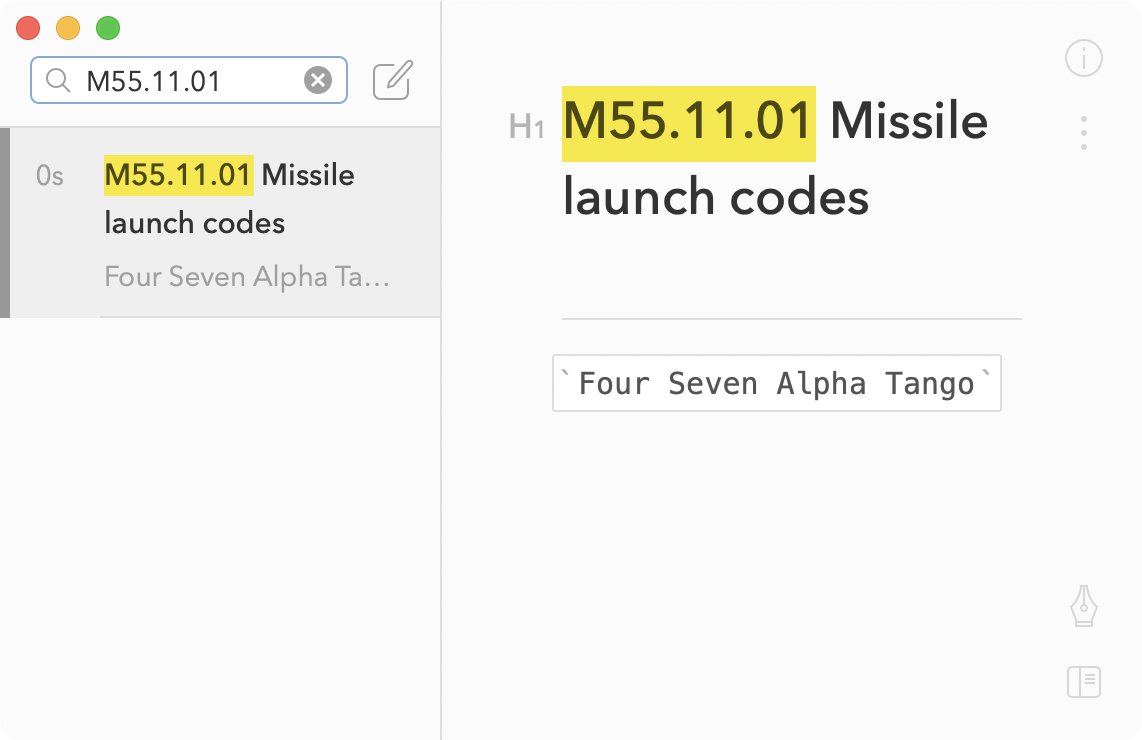 M55.11.01
0s
M55.11.01 Missile
launch codes
Four Seven Alpha Ta…
H1 M55.11.01 Missile
launch codes
`Four Seven Alpha Tango`